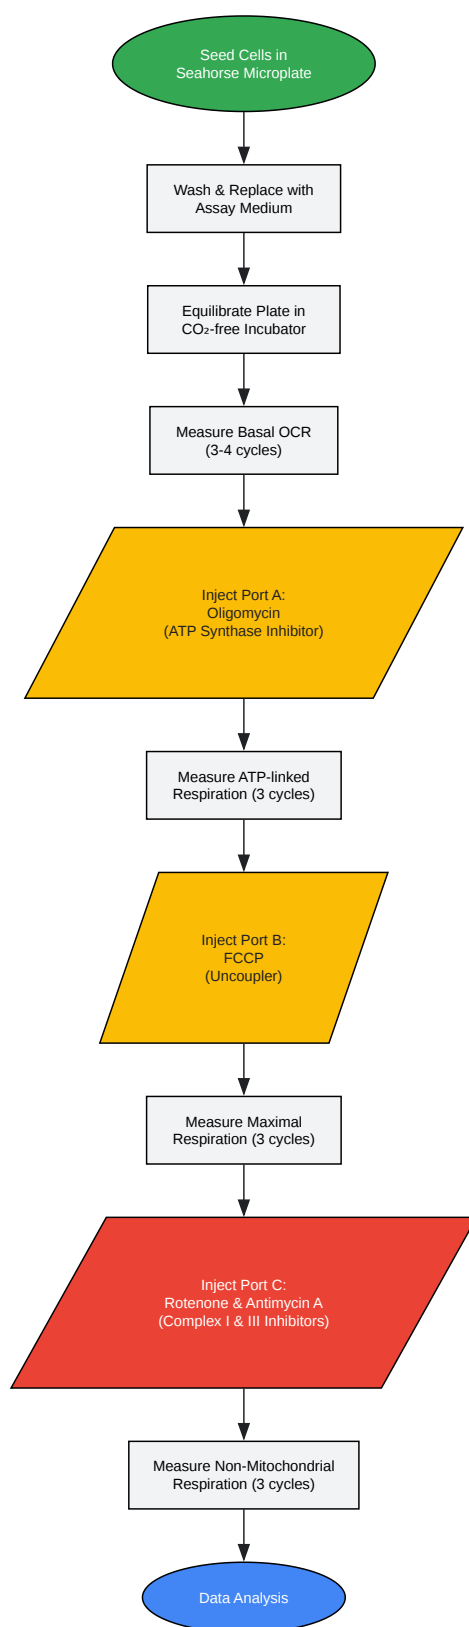 Seed Cells in
Seahorse Microplate
Wash & Replace with
Assay Medium
Equilibrate Plate in
CO₂-free Incubator
Measure Basal OCR
(3-4 cycles)
Inject Port A:
Oligomycin
(ATP Synthase Inhibitor)
Measure ATP-linked
Respiration (3 cycles)
Inject Port B:
FCCP
(Uncoupler)
Measure Maximal
Respiration (3 cycles)
Inject Port C:
Rotenone & Antimycin A
(Complex I & III Inhibitors)
Measure Non-Mitochondrial
Respiration (3 cycles)
Data Analysis